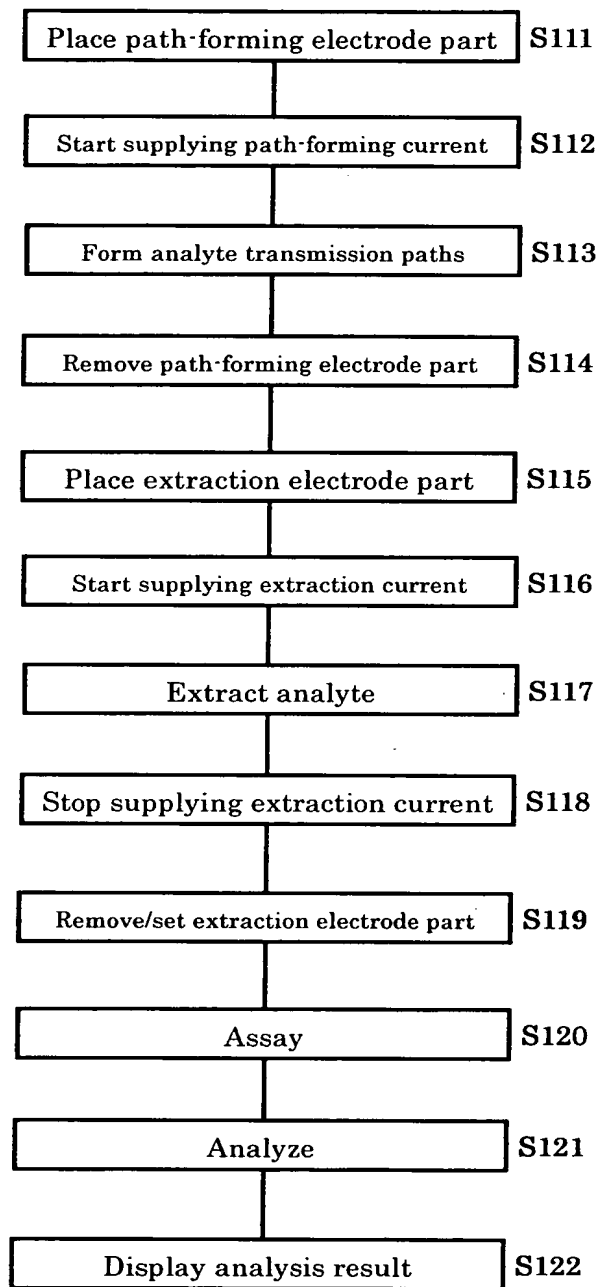 Place path-forming electrode part S111
Start supplying path-forming current S112
Form analyte transmission paths S113
Remove path-forming electrode part S114
Place extraction electrode part S115
Start supplying extraction current S116
Extract analyte S117
Stop supplying extraction current S118
Remove/set extraction electrode part S119
Assay S120
Analyze S121
Display analysis result S122